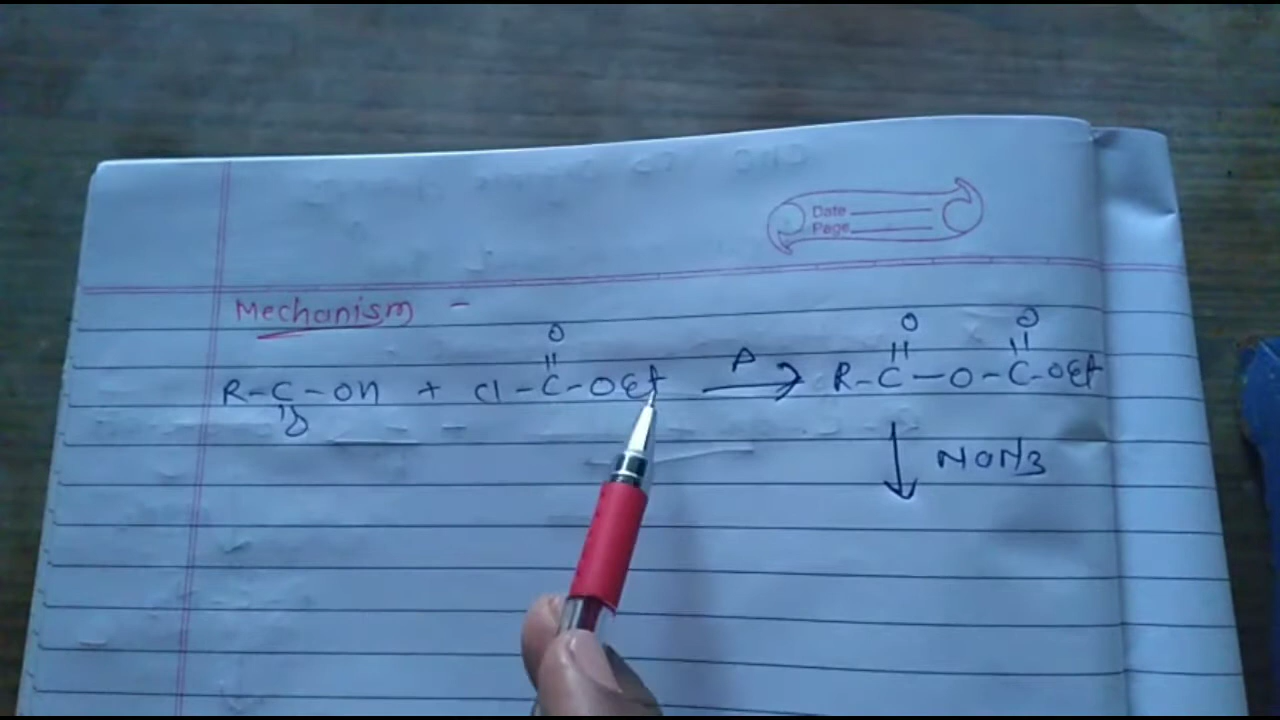 Date
Page
Mechanism -
O O O
|| || ||
R-C-OH + Cl-C-OEt ⟶ R-C-O-C-OEt
||
O
↓ NaN3